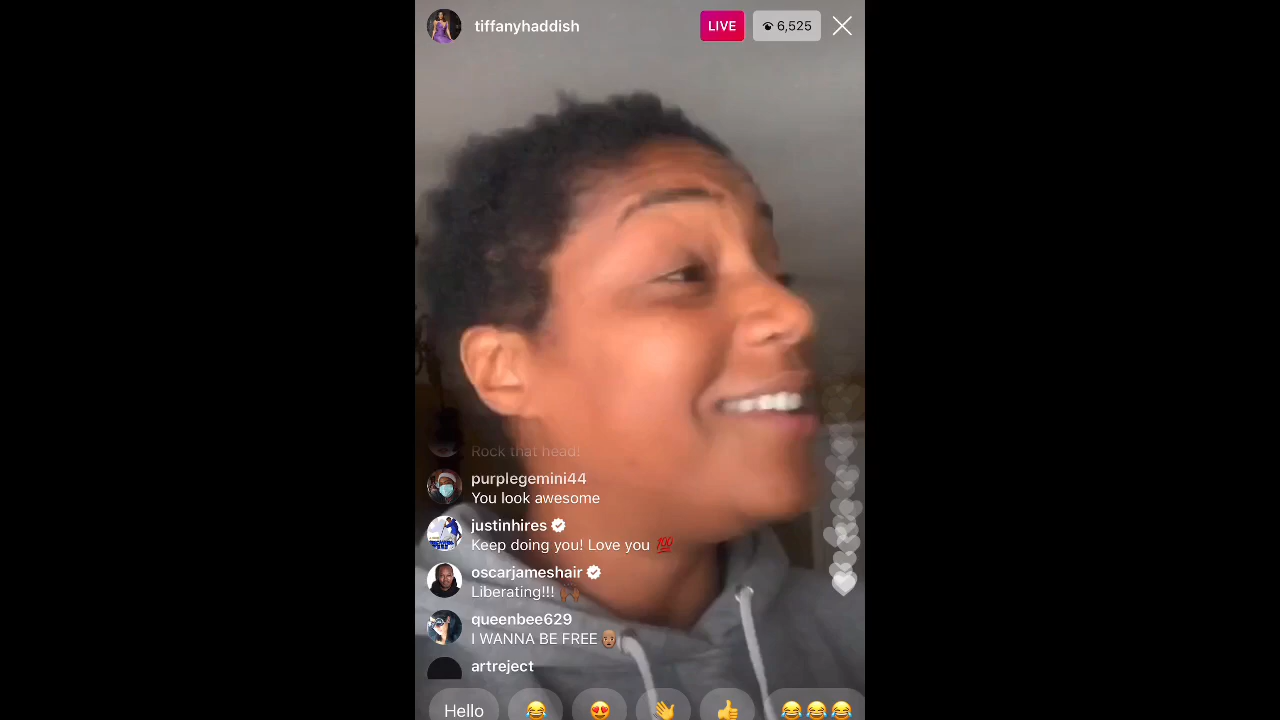 tiffanyhaddish
LIVE
6,525
Rock that head!
purplegemini44
You look awesome
justinhires
Keep doing you! Love you 💯
oscarjameshair
Liberating!!! 🙌🏾
queenbee629
I WANNA BE FREE 👩🏽‍🦲
artreject
Hello 😂 😍 👋 👍 😂😂😂